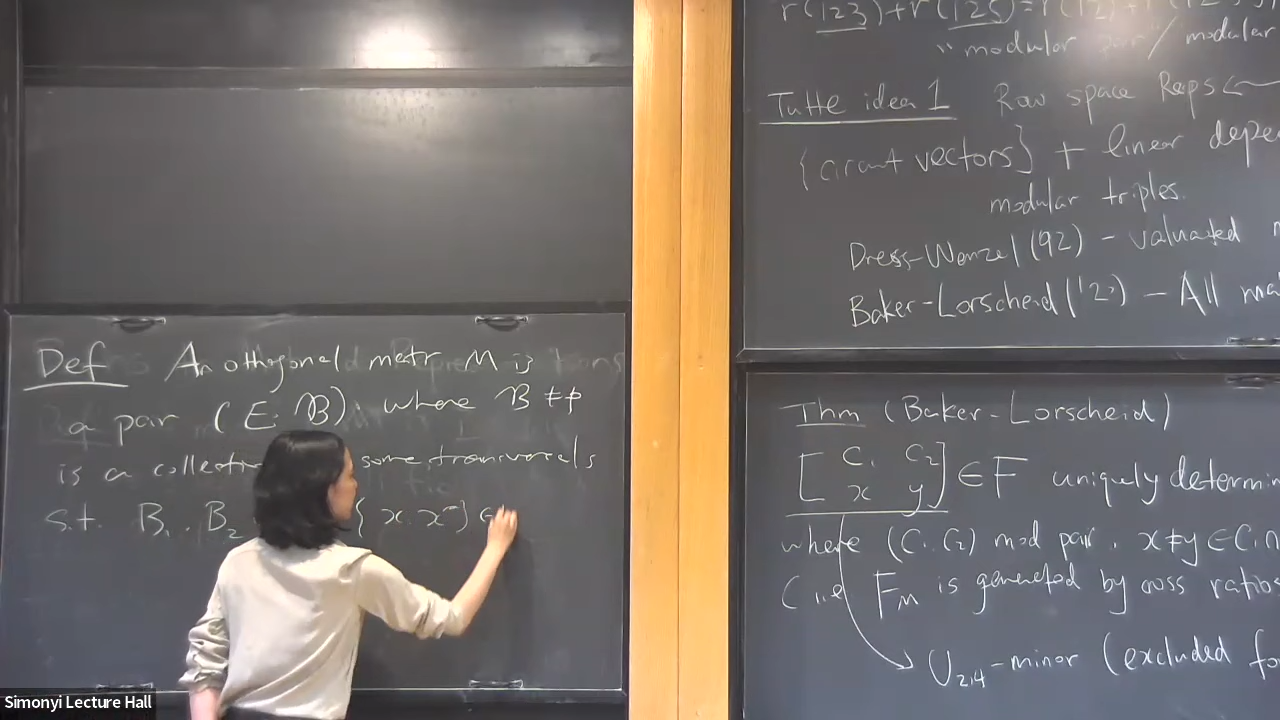 Def An othogonal matr M is
a pair (E, B), where B ≠ φ
is a some transversals
s.t. B₁, B₂ { x, x*} ∈
r(123)+r(125)=r(12)+r(125
"modular pair / modular
Tutte idea 1 Row space Reps ←
{circuit vectors} + linear depe
modular triples.
Dress-Wenzel (92) - valuated
Baker-Lorscheid ('2 ) - All ma
Thm (Baker-Lorscheid)
[ C₁ C₂
x y ] ∈ F uniquely determin
where (C₁, C₂) mod pair, x≠y ∈ C₁∩
(i.e F_M is generated by cross ratios
U₂,₄-minor (excluded fo
Simonyi Lecture Hall